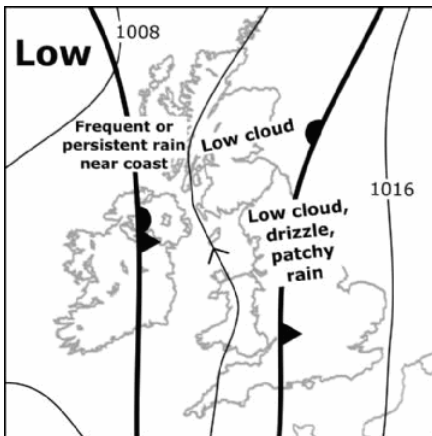 1008
Low
Frequent or
persistent rain
near coast
Low cloud
1016
Low cloud,
drizzle,
patchy
rain